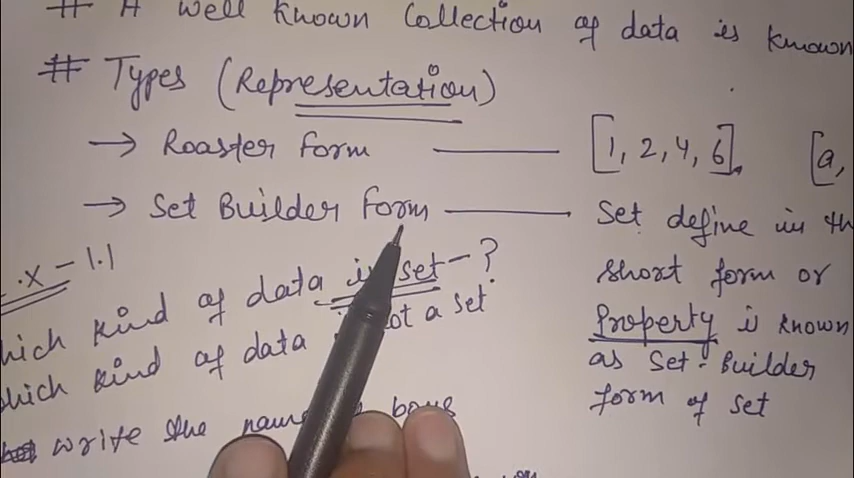 # A well known Collection of data is known
# Types (Representation)
→ Roaster form — [1, 2, 4, 6], [a,
→ Set Builder form — Set define in th
short form or
Property is known
as Set-Builder
form of set
.x - 1.1
hich kind of data is set - ?
hich kind of data not a set
write the name boys